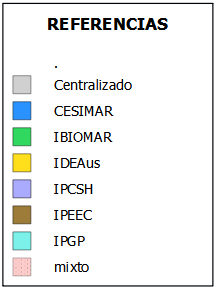 REFERENCIAS
.
Centralizado
CESIMAR
IBIOMAR
IDEAus
IPCSH
IPEEC
IPGP
mixto